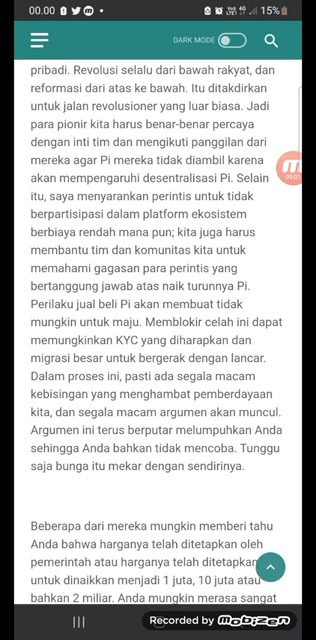 00.00
VoWiFi 4G LTE1 15%
DARK MODE
pribadi. Revolusi selalu dari bawah rakyat, dan
reformasi dari atas ke bawah. Itu ditakdirkan
untuk jalan revolusioner yang luar biasa. Jadi
para pionir kita harus benar-benar percaya
dengan inti tim dan mengikuti panggilan dari
mereka agar Pi mereka tidak diambil karena
akan mempengaruhi desentralisasi Pi. Selain
itu, saya menyarankan perintis untuk tidak
berpartisipasi dalam platform ekosistem
berbiaya rendah mana pun; kita juga harus
membantu tim dan komunitas kita untuk
memahami gagasan para perintis yang
bertanggung jawab atas naik turunnya Pi.
Perilaku jual beli Pi akan membuat tidak
mungkin untuk maju. Memblokir celah ini dapat
memungkinkan KYC yang diharapkan dan
migrasi besar untuk bergerak dengan lancar.
Dalam proses ini, pasti ada segala macam
kebisingan yang menghambat pemberdayaan
kita, dan segala macam argumen akan muncul.
Argumen ini terus berputar melumpuhkan Anda
sehingga Anda bahkan tidak mencoba. Tunggu
saja bunga itu mekar dengan sendirinya.
09:01
Beberapa dari mereka mungkin memberi tahu
Anda bahwa harganya telah ditetapkan oleh
pemerintah atau harganya telah ditetapkan
untuk dinaikkan menjadi 1 juta, 10 juta atau
bahkan 2 miliar. Anda mungkin merasa sangat
Recorded by mobizen